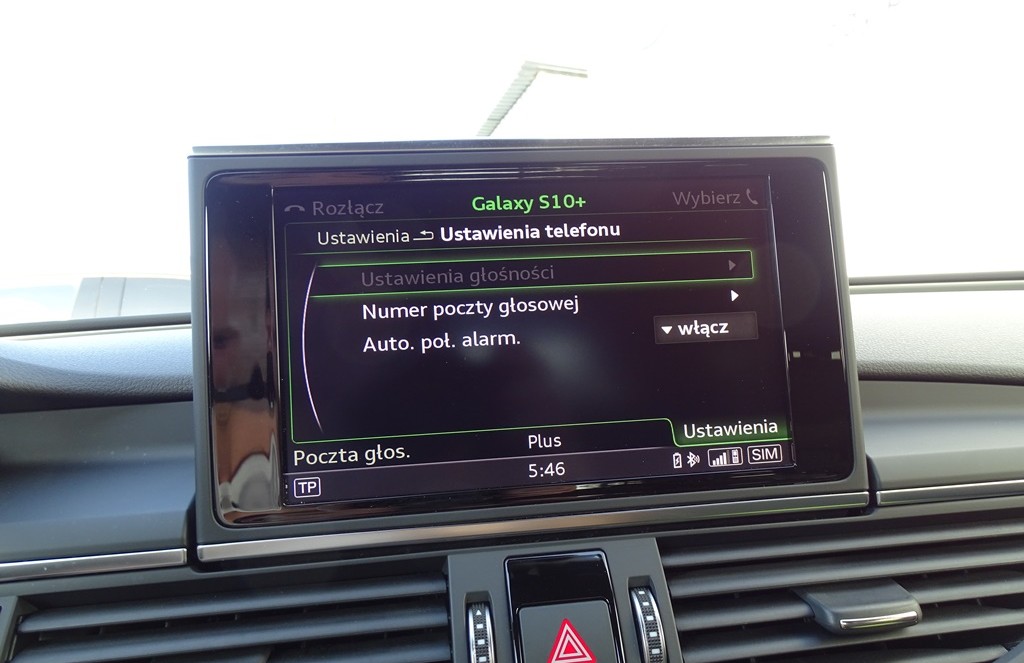 Rozłącz Galaxy S10+ Wybierz
Ustawienia Ustawienia telefonu
Ustawienia głośności
Numer poczty głosowej
Auto. poł. alarm. włącz
Ustawienia
Poczta głos. Plus
TP 5:46 SIM